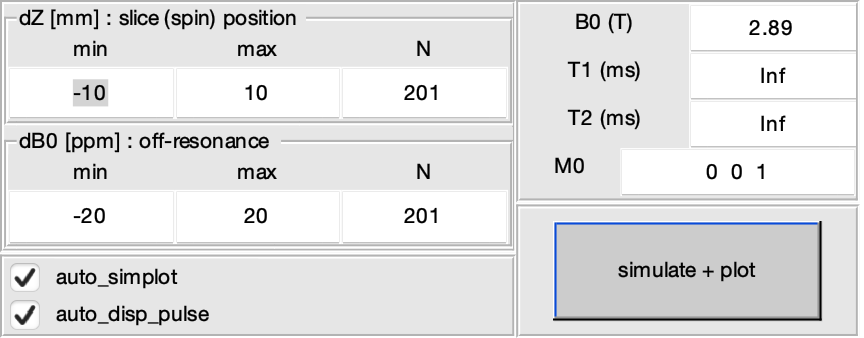 dZ [mm] : slice (spin) position
min max N
-10 10 201
dB0 [ppm] : off-resonance
min max N
-20 20 201
auto_simplot
auto_disp_pulse
B0 (T) 2.89
T1 (ms) Inf
T2 (ms) Inf
M0 0 0 1
simulate + plot